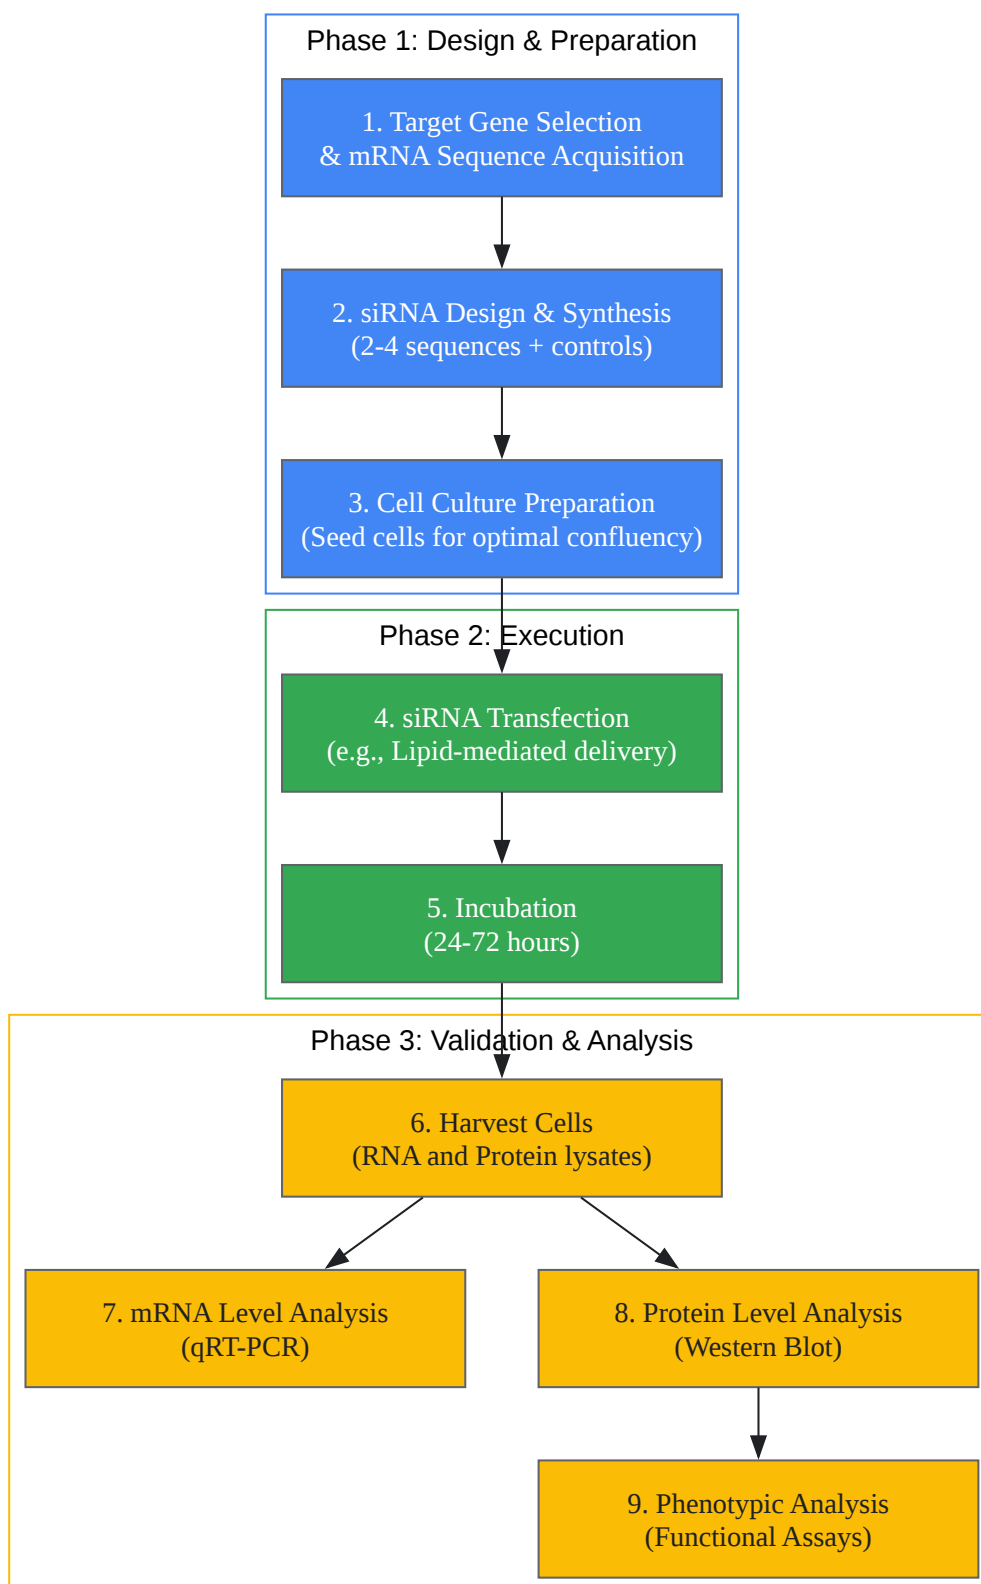 Phase 1: Design & Preparation
1. Target Gene Selection
& mRNA Sequence Acquisition
2. siRNA Design & Synthesis
(2-4 sequences + controls)
3. Cell Culture Preparation
(Seed cells for optimal confluency)
Phase 2: Execution
4. siRNA Transfection
(e.g., Lipid-mediated delivery)
5. Incubation
(24-72 hours)
Phase 3: Validation & Analysis
6. Harvest Cells
(RNA and Protein lysates)
7. mRNA Level Analysis
(qRT-PCR)
8. Protein Level Analysis
(Western Blot)
9. Phenotypic Analysis
(Functional Assays)